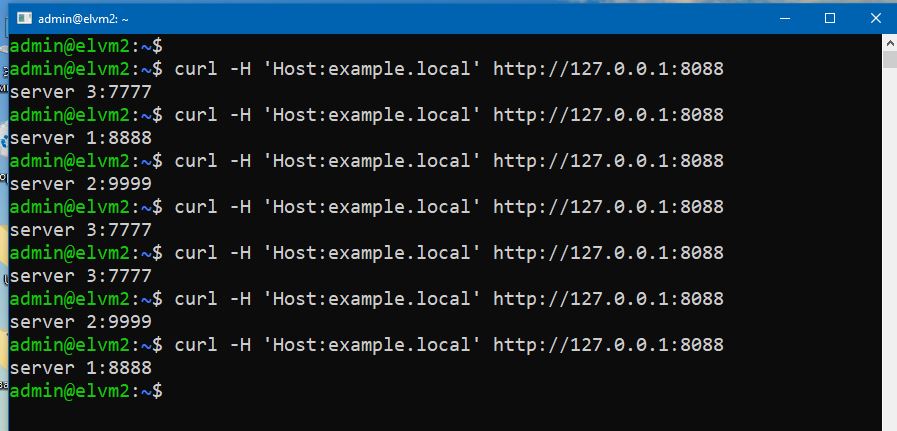 admin@elvm2: ~
admin@elvm2:~$
admin@elvm2:~$ curl -H 'Host:example.local' http://127.0.0.1:8088
server 3:7777
admin@elvm2:~$ curl -H 'Host:example.local' http://127.0.0.1:8088
server 1:8888
admin@elvm2:~$ curl -H 'Host:example.local' http://127.0.0.1:8088
server 2:9999
admin@elvm2:~$ curl -H 'Host:example.local' http://127.0.0.1:8088
server 3:7777
admin@elvm2:~$ curl -H 'Host:example.local' http://127.0.0.1:8088
server 3:7777
admin@elvm2:~$ curl -H 'Host:example.local' http://127.0.0.1:8088
server 2:9999
admin@elvm2:~$ curl -H 'Host:example.local' http://127.0.0.1:8088
server 1:8888
admin@elvm2:~$